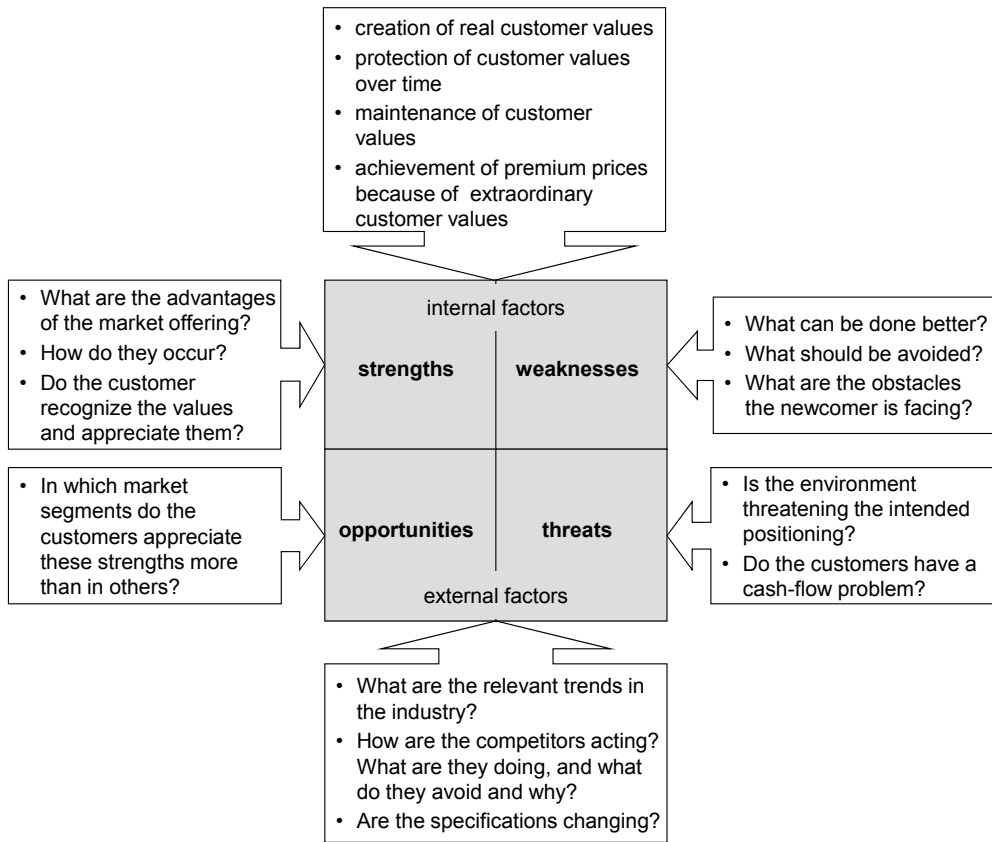 • creation of real customer values
• protection of customer values
over time
• maintenance of customer
values
• achievement of premium prices
because of extraordinary
customer values
• What are the advantages
of the market offering?
• How do they occur?
• Do the customer
recognize the values
and appreciate them?
internal factors
strengths
weaknesses
• What can be done better?
• What should be avoided?
• What are the obstacles
the newcomer is facing?
• In which market
segments do the
customers appreciate
these strengths more
than in others?
opportunities
threats
external factors
• Is the environment
threatening the intended
positioning?
• Do the customers have a
cash-flow problem?
• What are the relevant trends in
the industry?
• How are the competitors acting?
What are they doing, and what
do they avoid and why?
• Are the specifications changing?